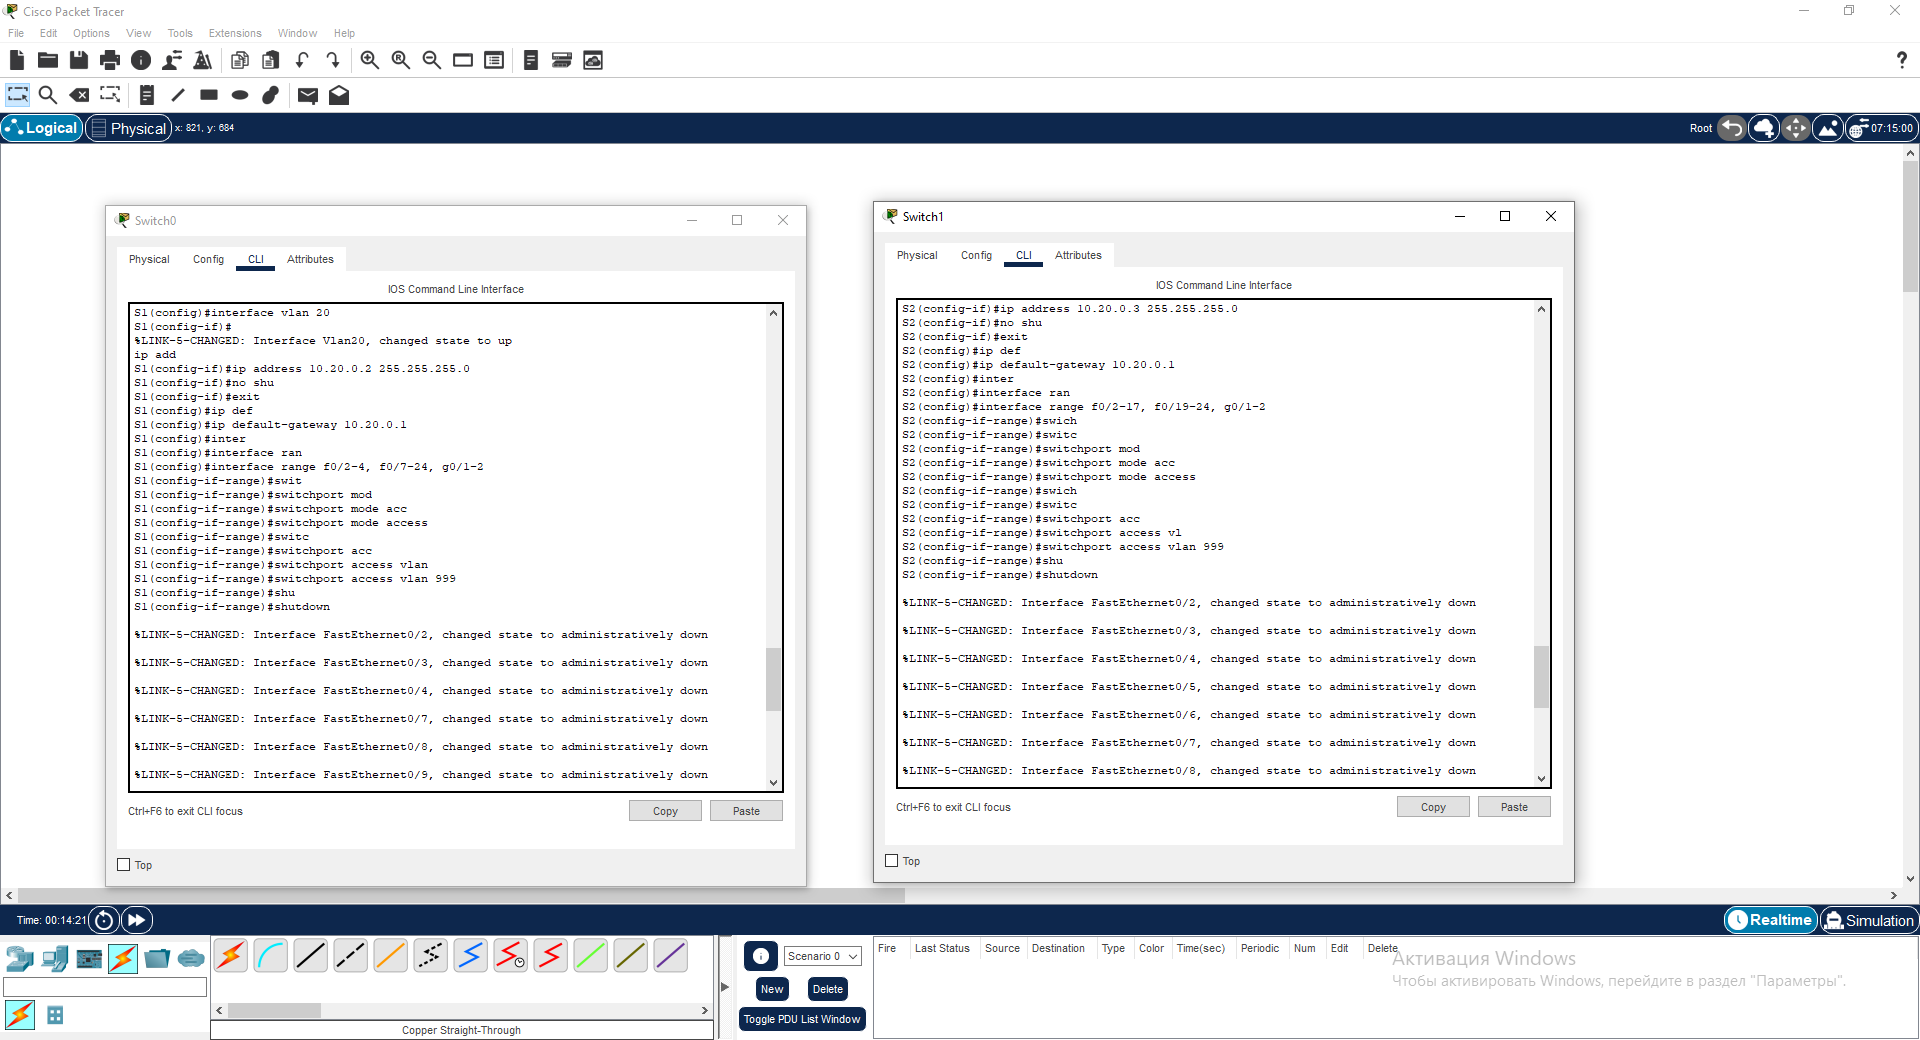 Cisco Packet Tracer
File Edit Options View Tools Extensions Window Help
Logical Physical x: 821, y: 684 Root 07:15:00
Switch0
Physical Config CLI Attributes
IOS Command Line Interface
S1(config)#interface vlan 20
S1(config-if)#
%LINK-5-CHANGED: Interface Vlan20, changed state to up
ip add
S1(config-if)#ip address 10.20.0.2 255.255.255.0
S1(config-if)#no shu
S1(config-if)#exit
S1(config)#ip def
S1(config)#ip default-gateway 10.20.0.1
S1(config)#inter
S1(config)#interface ran
S1(config)#interface range f0/2-4, f0/7-24, g0/1-2
S1(config-if-range)#swit
S1(config-if-range)#switchport mod
S1(config-if-range)#switchport mode acc
S1(config-if-range)#switchport mode access
S1(config-if-range)#switc
S1(config-if-range)#switchport acc
S1(config-if-range)#switchport access vlan
S1(config-if-range)#switchport access vlan 999
S1(config-if-range)#shu
S1(config-if-range)#shutdown
%LINK-5-CHANGED: Interface FastEthernet0/2, changed state to administratively down
%LINK-5-CHANGED: Interface FastEthernet0/3, changed state to administratively down
%LINK-5-CHANGED: Interface FastEthernet0/4, changed state to administratively down
%LINK-5-CHANGED: Interface FastEthernet0/7, changed state to administratively down
%LINK-5-CHANGED: Interface FastEthernet0/8, changed state to administratively down
%LINK-5-CHANGED: Interface FastEthernet0/9, changed state to administratively down
Ctrl+F6 to exit CLI focus Copy Paste
Top
Switch1
Physical Config CLI Attributes
IOS Command Line Interface
S2(config-if)#ip address 10.20.0.3 255.255.255.0
S2(config-if)#no shu
S2(config-if)#exit
S2(config)#ip def
S2(config)#ip default-gateway 10.20.0.1
S2(config)#inter
S2(config)#interface ran
S2(config)#interface range f0/2-17, f0/19-24, g0/1-2
S2(config-if-range)#swich
S2(config-if-range)#switc
S2(config-if-range)#switchport mod
S2(config-if-range)#switchport mode acc
S2(config-if-range)#switchport mode access
S2(config-if-range)#swich
S2(config-if-range)#switc
S2(config-if-range)#switchport acc
S2(config-if-range)#switchport access vl
S2(config-if-range)#switchport access vlan 999
S2(config-if-range)#shu
S2(config-if-range)#shutdown
%LINK-5-CHANGED: Interface FastEthernet0/2, changed state to administratively down
%LINK-5-CHANGED: Interface FastEthernet0/3, changed state to administratively down
%LINK-5-CHANGED: Interface FastEthernet0/4, changed state to administratively down
%LINK-5-CHANGED: Interface FastEthernet0/5, changed state to administratively down
%LINK-5-CHANGED: Interface FastEthernet0/6, changed state to administratively down
%LINK-5-CHANGED: Interface FastEthernet0/7, changed state to administratively down
%LINK-5-CHANGED: Interface FastEthernet0/8, changed state to administratively down
Ctrl+F6 to exit CLI focus Copy Paste
Top
Time: 00:14:21 Realtime Simulation
Scenario 0
New Delete
Toggle PDU List Window
Copper Straight-Through
Fire Last Status Source Destination Type Color Time(sec) Periodic Num Edit Delete
Активация Windows
Чтобы активировать Windows, перейдите в раздел "Параметры".